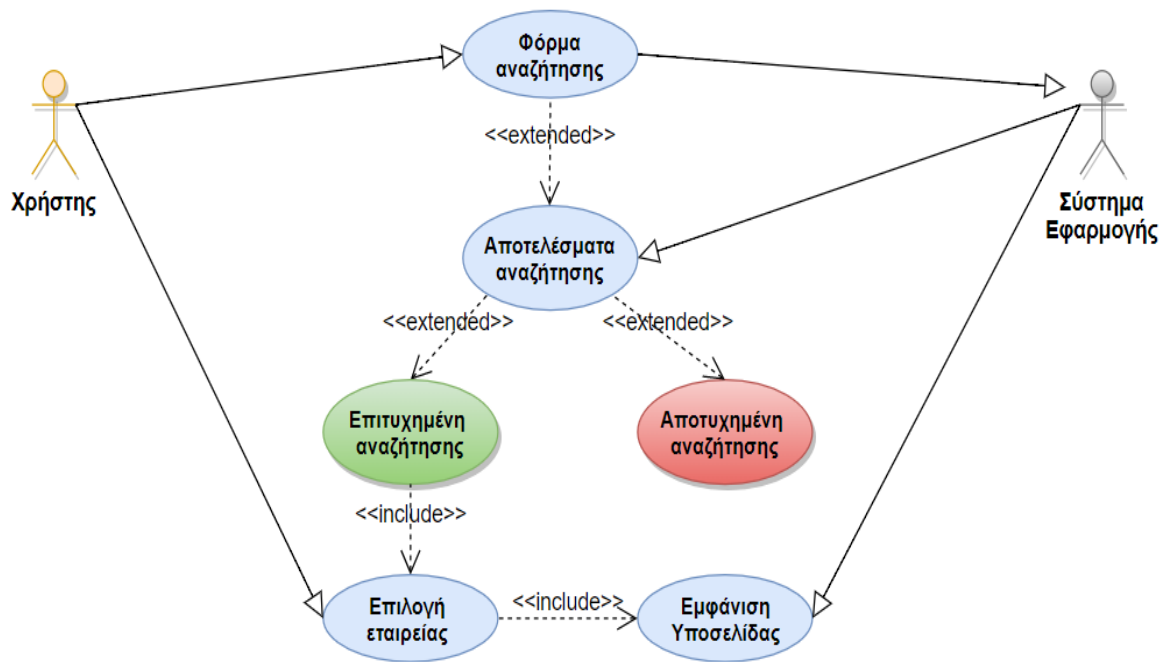 Φόρμα
αναζήτησης
<<extended>>
Χρήστης
Σύστημα
Εφαρμογής
Αποτελέσματα
αναζήτησης
<<extended>>
<<extended>>
Επιτυχημένη
αναζήτησης
Αποτυχημένη
αναζήτησης
<<include>>
Επιλογή
εταιρείας
<<include>>
Εμφάνιση
Υποσελίδας